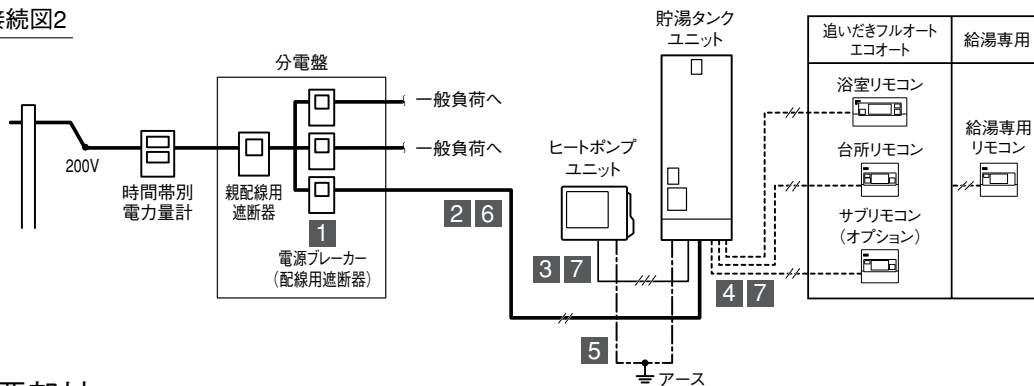 接続図2
分電盤
200V
時間帯別
電力量計
親配線用
遮断器
一般負荷へ
一般負荷へ
1
電源ブレーカー
(配線用遮断器)
2 6
ヒートポンプ
ユニット
3 7
貯湯タンク
ユニット
4 7
5
アース
追いだきフルオート
エコオート
給湯専用
浴室リモコン
台所リモコン
サブリモコン
(オプション)
給湯専用
リモコン